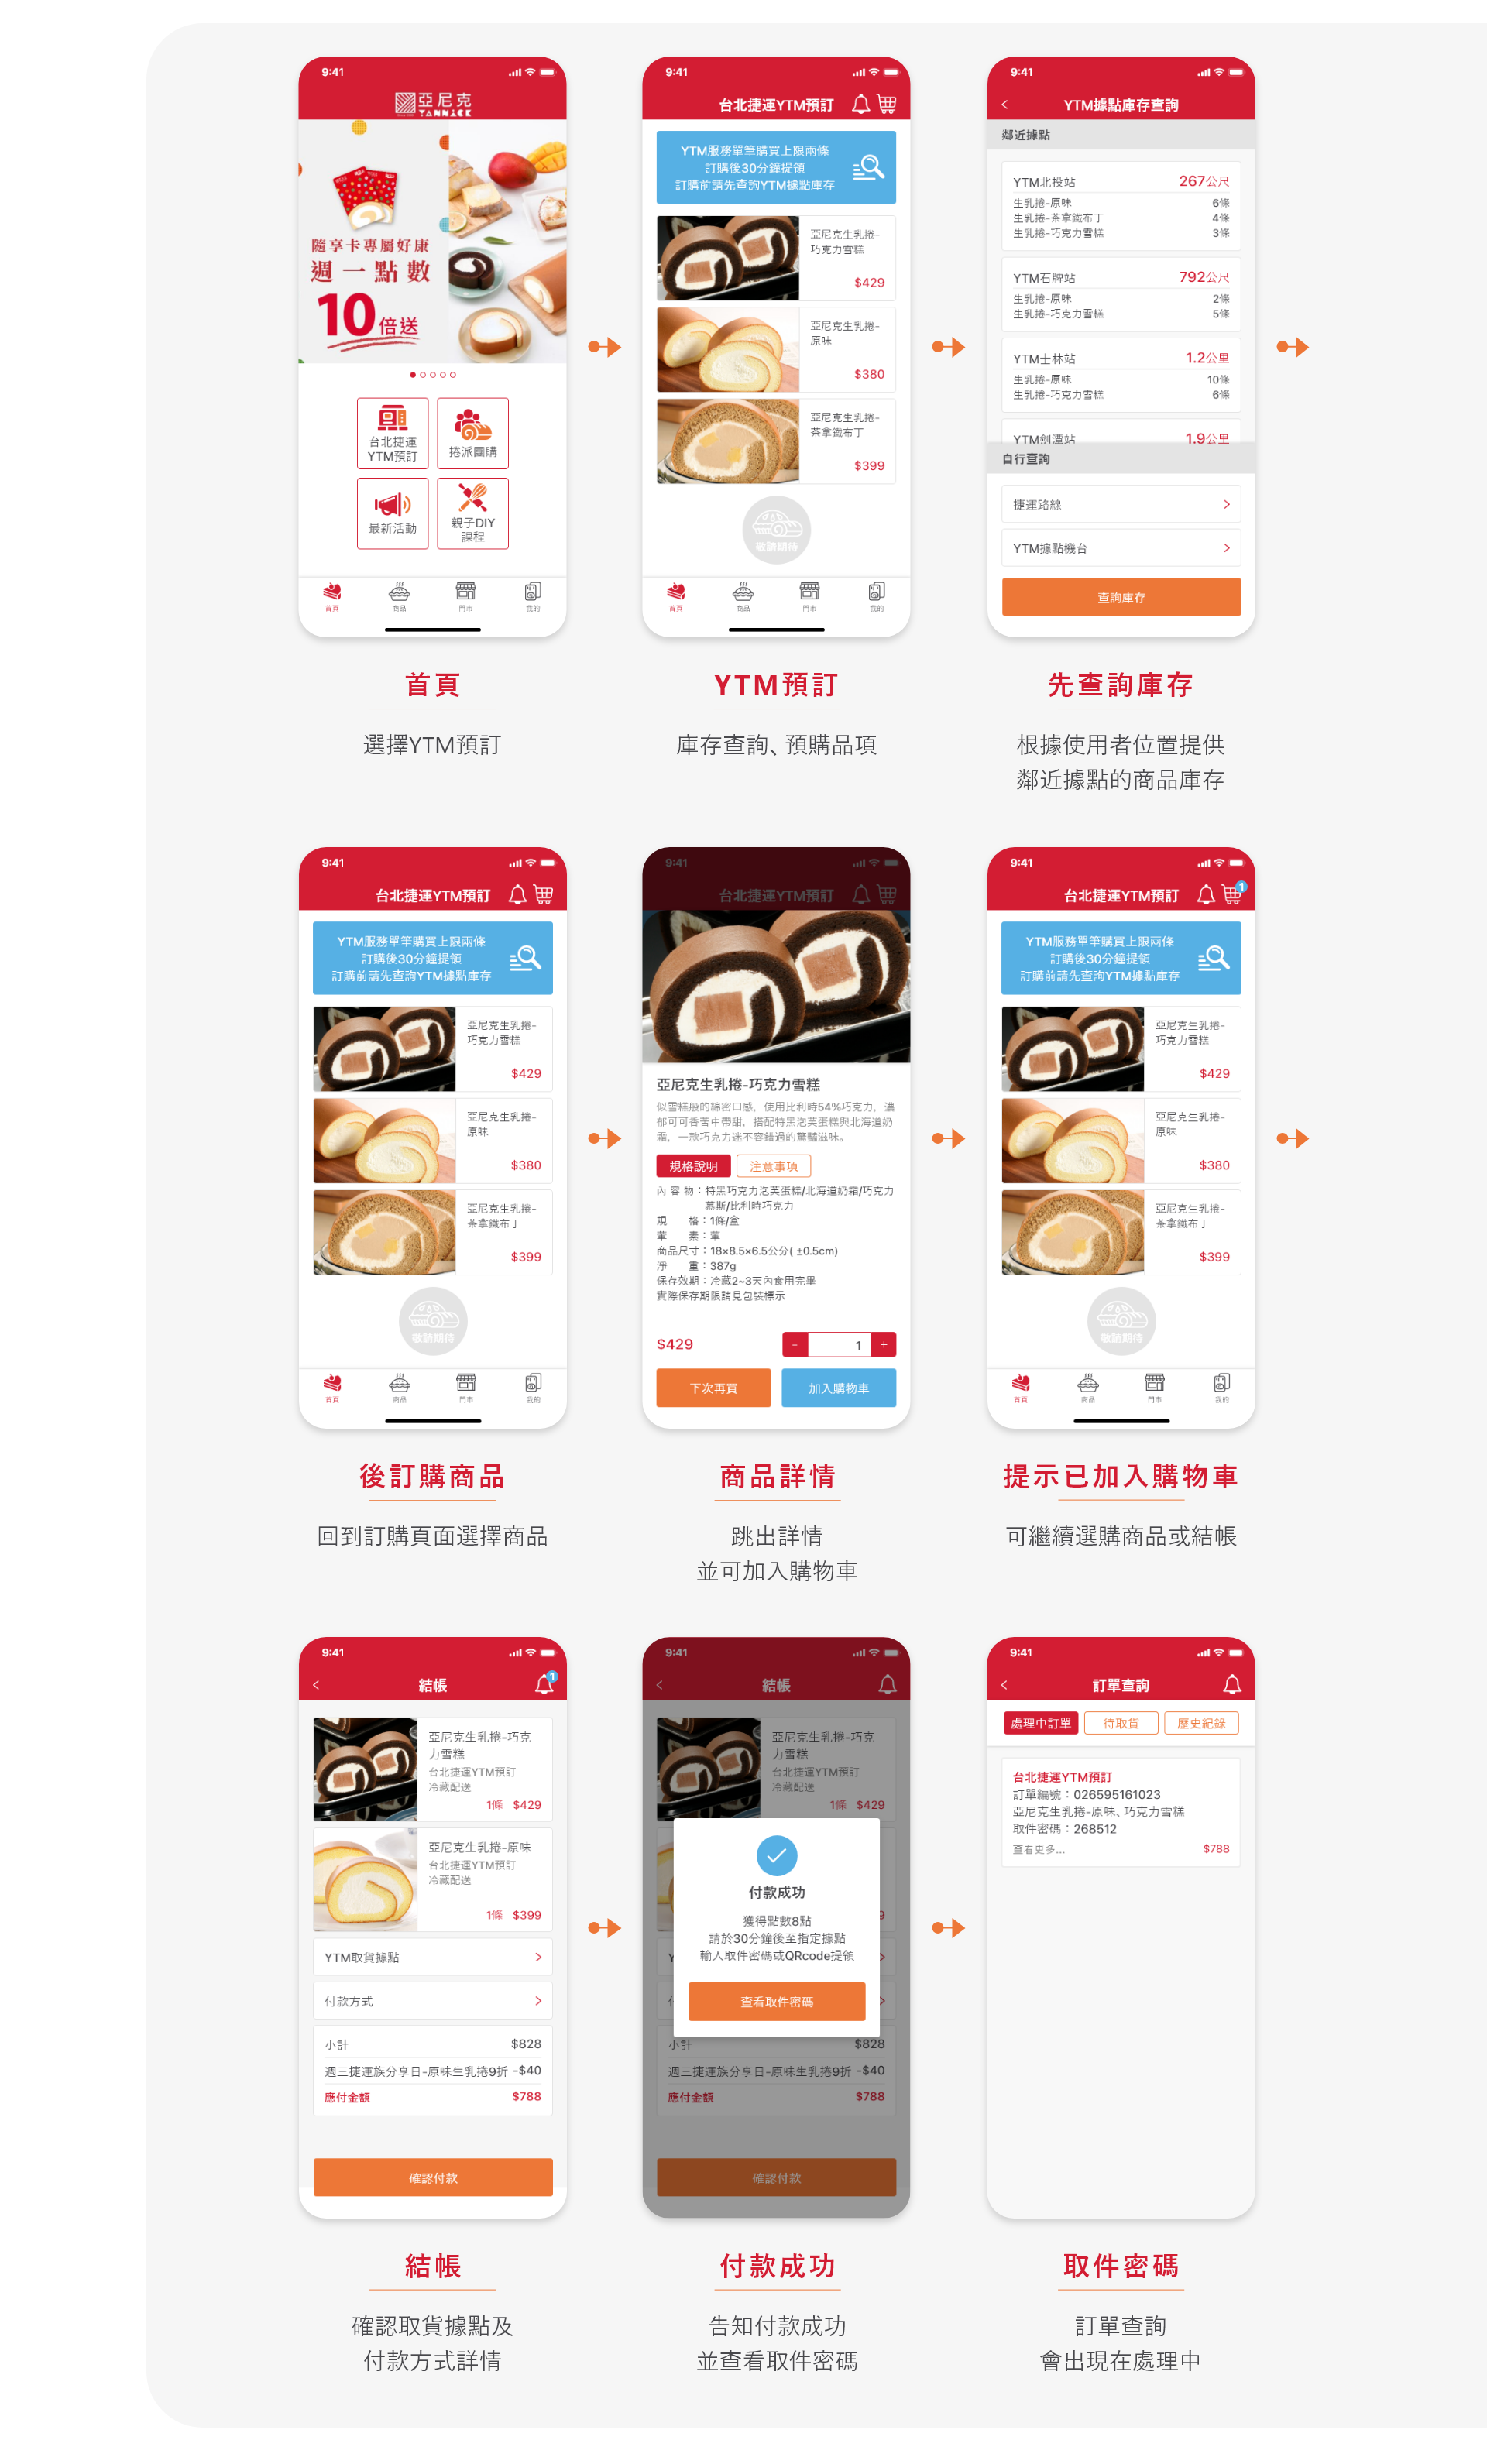 9:41
亞尼克
YANNICK
隨享卡專屬好康
週一點數
10倍送
台北捷運
YTM預訂
捲派團購
最新活動
親子DIY
課程
首頁
商品
門市
我的
首頁
選擇YTM預訂
9:41
台北捷運YTM預訂
YTM服務單筆購買上限兩條
訂購後30分鐘提領
訂購前請先查詢YTM據點庫存
亞尼克生乳捲-
巧克力雪糕
$429
亞尼克生乳捲-
原味
$380
亞尼克生乳捲-
茶拿鐵布丁
$399
敬請期待
首頁
商品
門市
我的
YTM預訂
庫存查詢、預購品項
9:41
YTM據點庫存查詢
鄰近據點
YTM北投站 267公尺
生乳捲-原味 6條
生乳捲-茶拿鐵布丁 4條
生乳捲-巧克力雪糕 3條
YTM石牌站 792公尺
生乳捲-原味 2條
生乳捲-巧克力雪糕 5條
YTM士林站 1.2公里
生乳捲-原味 10條
生乳捲-巧克力雪糕 6條
YTM劍潭站 1.9公里
自行查詢
捷運路線
YTM據點機台
查詢庫存
先查詢庫存
根據使用者位置提供
鄰近據點的商品庫存
9:41
台北捷運YTM預訂
YTM服務單筆購買上限兩條
訂購後30分鐘提領
訂購前請先查詢YTM據點庫存
亞尼克生乳捲-
巧克力雪糕
$429
亞尼克生乳捲-
原味
$380
亞尼克生乳捲-
茶拿鐵布丁
$399
敬請期待
首頁
商品
門市
我的
後訂購商品
回到訂購頁面選擇商品
9:41
台北捷運YTM預訂
亞尼克生乳捲-巧克力雪糕
似雪糕般的綿密口感，使用比利時54%巧克力，濃
郁可可香苦中帶甜，搭配特黑泡芙蛋糕與北海道奶
霜，一款巧克力迷不容錯過的驚豔滋味。
規格說明
注意事項
內 容 物：特黑巧克力泡芙蛋糕/北海道奶霜/巧克力
慕斯/比利時巧克力
規 格：1條/盒
葷 素：葷
商品尺寸：18×8.5×6.5公分( ±0.5cm)
淨 重：387g
保存效期：冷藏2~3天內食用完畢
實際保存期限請見包裝標示
$429
- 1 +
下次再買
加入購物車
商品詳情
跳出詳情
並可加入購物車
9:41
台北捷運YTM預訂
1
YTM服務單筆購買上限兩條
訂購後30分鐘提領
訂購前請先查詢YTM據點庫存
亞尼克生乳捲-
巧克力雪糕
$429
亞尼克生乳捲-
原味
$380
亞尼克生乳捲-
茶拿鐵布丁
$399
敬請期待
首頁
商品
門市
我的
提示已加入購物車
可繼續選購商品或結帳
9:41
結帳
1
亞尼克生乳捲-巧克
力雪糕
台北捷運YTM預訂
冷藏配送
1條 $429
亞尼克生乳捲-原味
台北捷運YTM預訂
冷藏配送
1條 $399
YTM取貨據點
付款方式
小計 $828
週三捷運族分享日-原味生乳捲9折 -$40
應付金額 $788
確認付款
結帳
確認取貨據點及
付款方式詳情
9:41
結帳
亞尼克生乳捲-巧克
力雪糕
台北捷運YTM預訂
冷藏配送
1條 $429
付款成功
獲得點數8點
請於30分鐘後至指定據點
輸入取件密碼或QRcode提領
查看取件密碼
小計 $828
週三捷運族分享日-原味生乳捲9折 -$40
應付金額 $788
確認付款
付款成功
告知付款成功
並查看取件密碼
9:41
訂單查詢
處理中訂單
待取貨
歷史紀錄
台北捷運YTM預訂
訂單編號：026595161023
亞尼克生乳捲-原味、巧克力雪糕
取件密碼：268512
查看更多... $788
取件密碼
訂單查詢
會出現在處理中